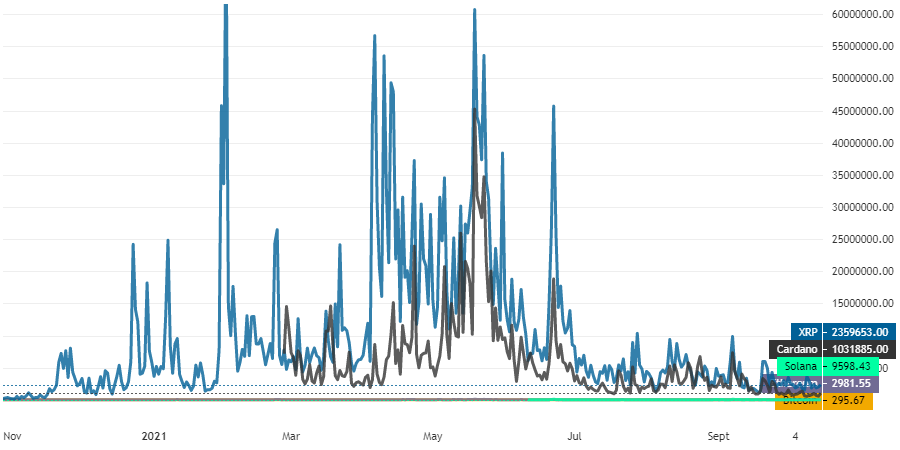 60000000.00
55000000.00
50000000.00
45000000.00
40000000.00
35000000.00
30000000.00
25000000.00
20000000.00
15000000.00
XRP 2359653.00
Cardano 1031885.00
Solana 9598.43
2981.55
Bitcoin 295.67
Nov 2021 Mar May Jul Sept 4